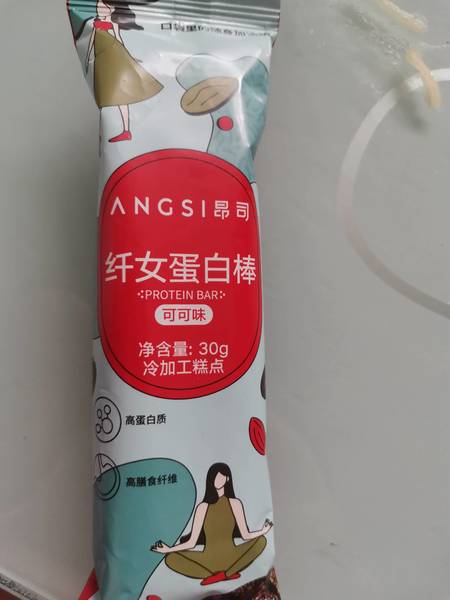 ANGSI昂司
纤女蛋白棒
PROTEIN BAR
可可味
净含量: 30g
冷加工糕点
高蛋白质
高膳食纤维